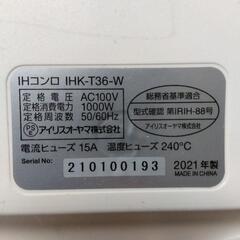 IHコンロ IHK-T36-W
定格電圧 AC100V
定格消費電力 1000W
定格周波数 50/60Hz
総務省基準適合
型式確認 第IRIH-88号
アイリスオーヤマ株式会社
PSE アイリスオーヤマ株式会社
電流ヒューズ 15A 温度ヒューズ 240℃
Serial No: 210100193 2021年製
MADE IN CHINA